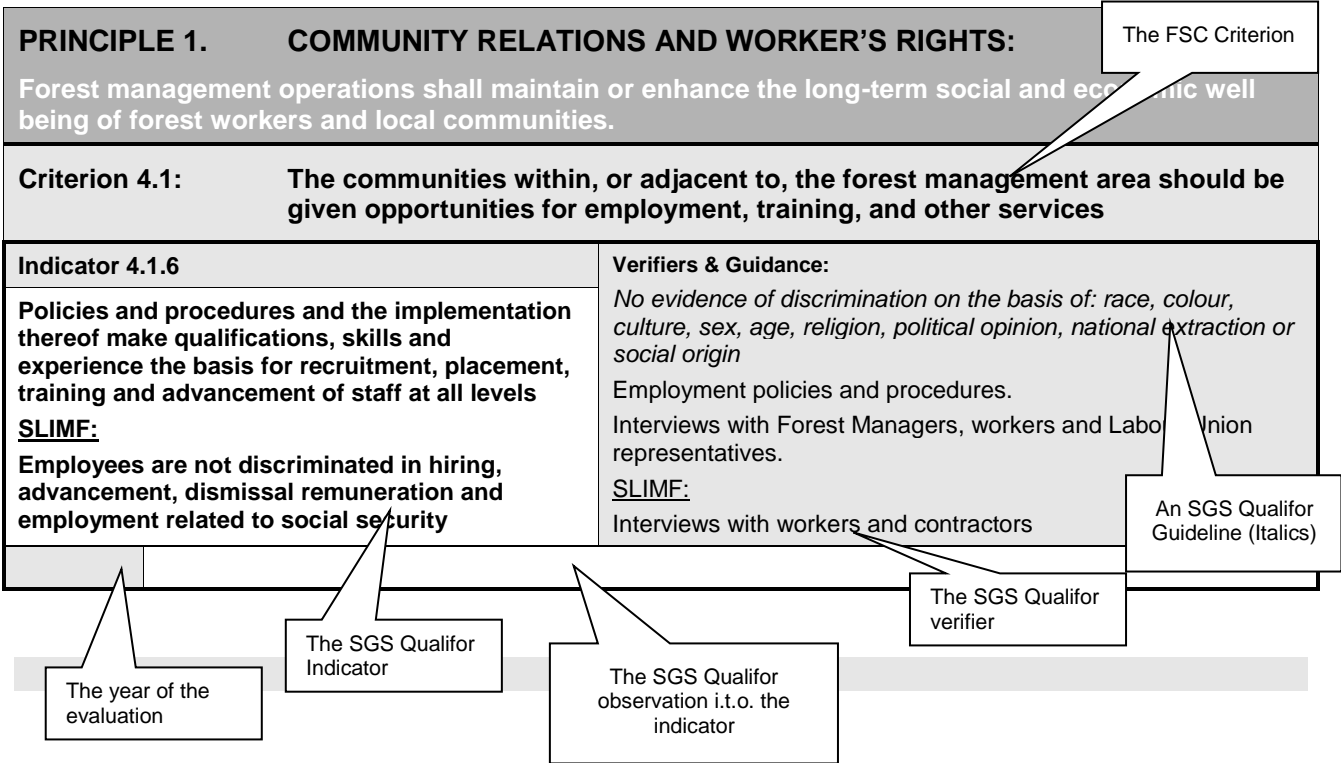 PRINCIPLE 1. COMMUNITY RELATIONS AND WORKER'S RIGHTS:
The FSC Criterion
Forest management operations shall maintain or enhance the long-term social and well
being of forest workers and local communities.
Criterion 4.1: The communities within, or adjacent to, the forest management area should be
given opportunities for employment, training, and other services
Indicator 4.1.6
Policies and procedures and the implementation
thereof make qualifications, skills and
experience the basis for recruitment, placement,
training and advancement of staff at all levels
SLIMF:
Employees are not discriminated in hiring,
advancement, dismissal remuneration and
employment related to social security
Verifiers & Guidance:
No evidence of discrimination on the basis of: race, colour,
culture, sex, age, religion, political opinion, national extraction or
social origin
Employment policies and procedures.
Interviews with Forest Managers, workers and Labour Union
representatives.
SLIMF:
Interviews with workers and contractors
An SGS Qualifor
Guideline (Italics)
The SGS Qualifor
verifier
The SGS Qualifor
Indicator
The SGS Qualifor
observation i.t.o. the
indicator
The year of the
evaluation